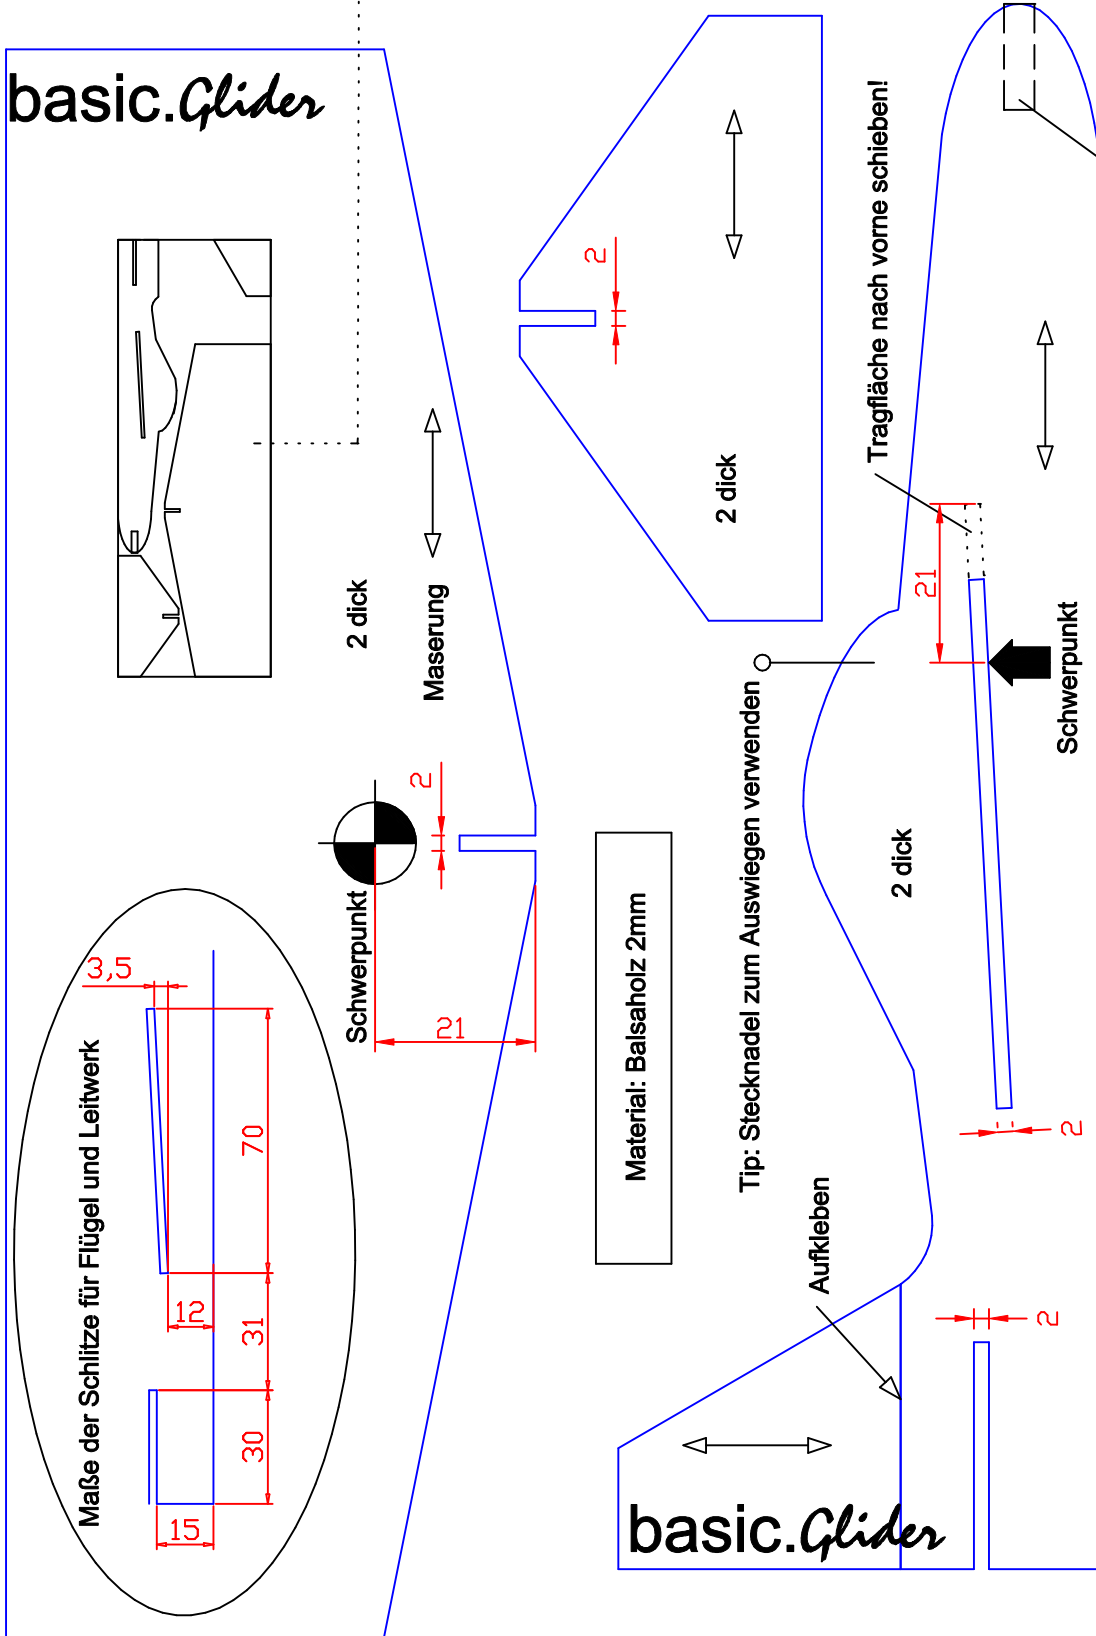 basic.Glider
2
Tragfläche nach vorne schieben!
2 dick
2 dick
Maserung
21
Schwerpunkt
2
Schwerpunkt
21
3,5
Maße der Schlitze für Flügel und Leitwerk
70
12
31
30
15
Material: Balsaholz 2mm
Tip: Stecknadel zum Auswiegen verwenden
2 dick
2
Aufkleben
2
basic.Glider